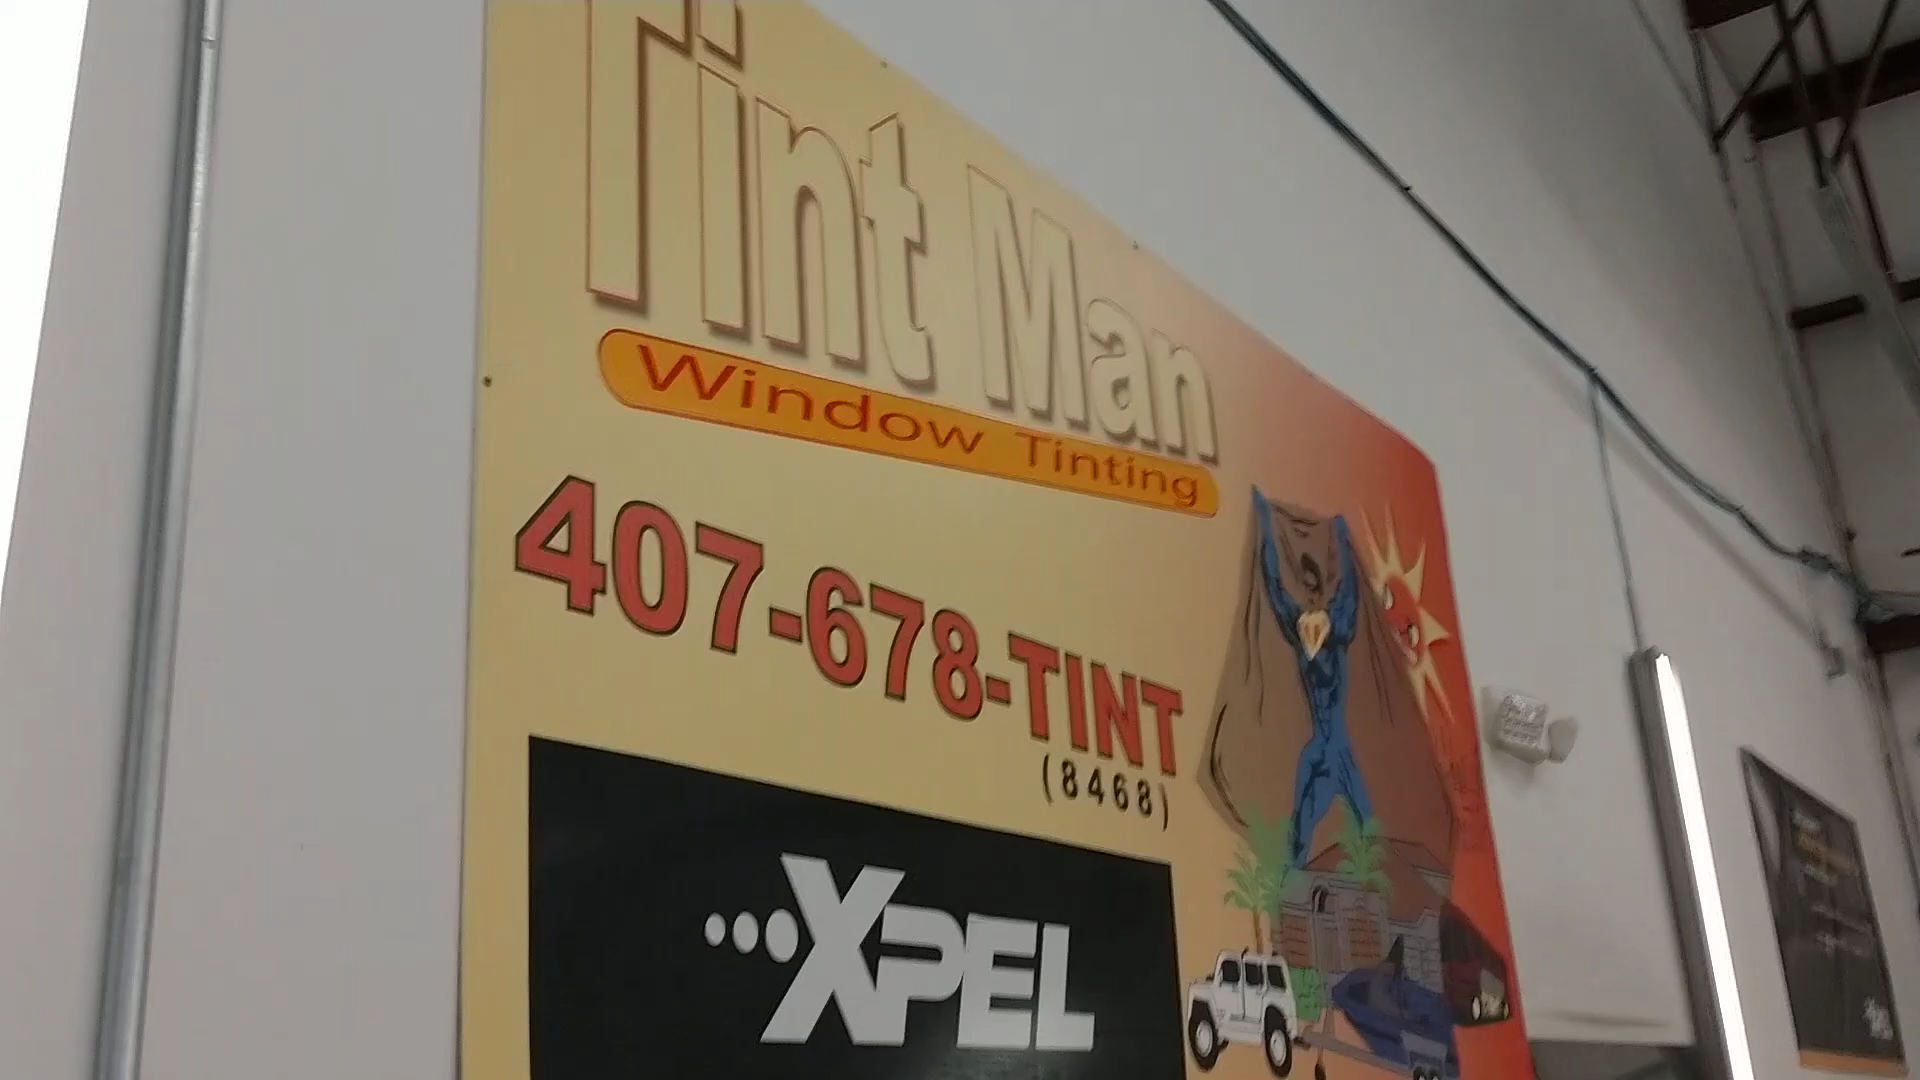 Tint Man
Window Tinting
407-678-TINT
(8468)
XPEL